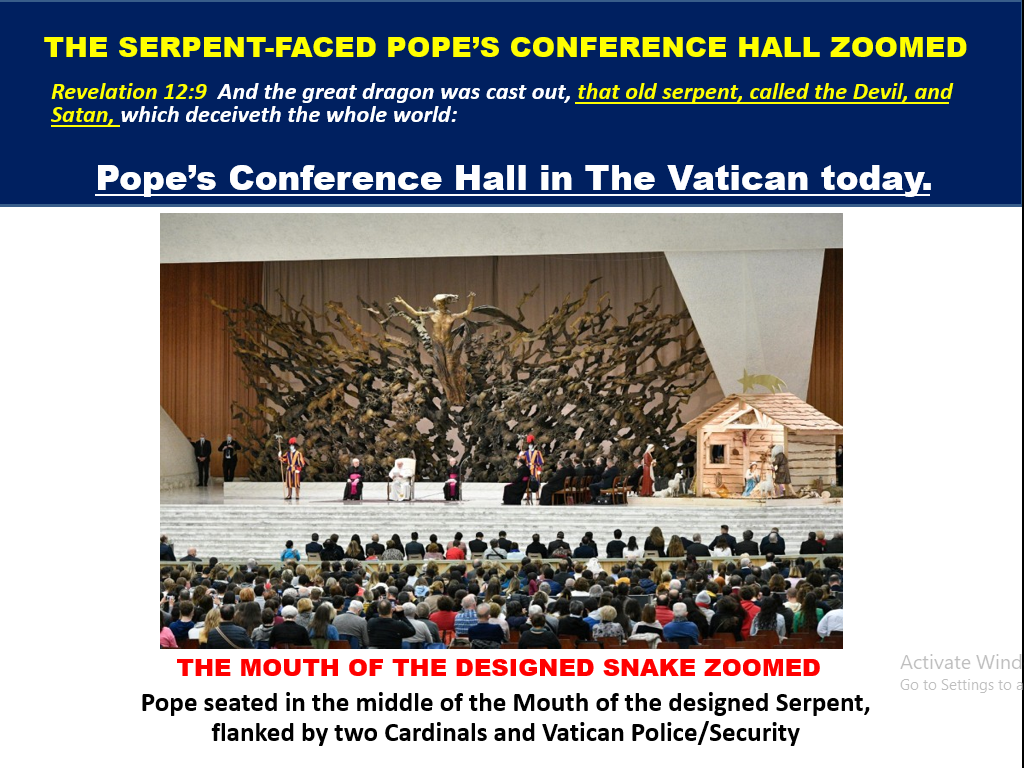 THE SERPENT-FACED POPE'S CONFERENCE HALL ZOOMED
Revelation 12:9 And the great dragon was cast out, that old serpent, called the Devil, and
Satan, which deceiveth the whole world:
Pope's Conference Hall in The Vatican today.
THE MOUTH OF THE DESIGNED SNAKE ZOOMED
Pope seated in the middle of the Mouth of the designed Serpent,
flanked by two Cardinals and Vatican Police/Security
Activate Wind
Go to Settings to a